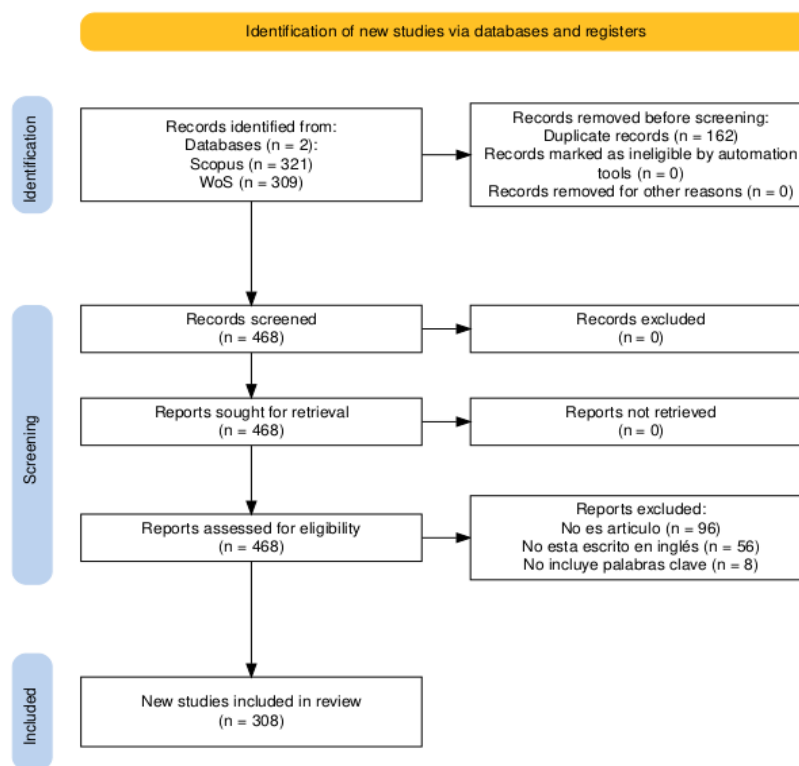 Identification of new studies via databases and registers
Identification
Records identified from:
Databases (n = 2):
Scopus (n = 321)
WoS (n = 309)
Records removed before screening:
Duplicate records (n = 162)
Records marked as ineligible by automation
tools (n = 0)
Records removed for other reasons (n = 0)
Screening
Records screened
(n = 468)
Records excluded
(n = 0)
Reports sought for retrieval
(n = 468)
Reports not retrieved
(n = 0)
Reports assessed for eligibility
(n = 468)
Reports excluded:
No es articulo (n = 96)
No esta escrito en inglés (n = 56)
No incluye palabras clave (n = 8)
Included
New studies included in review
(n = 308)